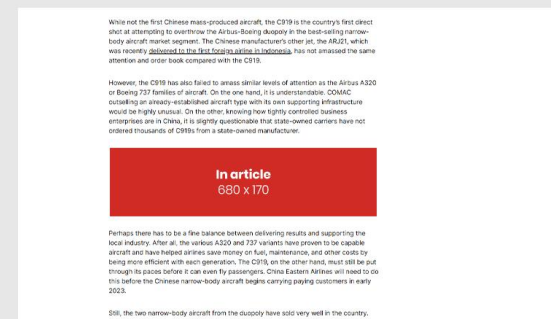 While not the first Chinese mass-produced aircraft, the C919 is the country's first direct
shot at attempting to overthrow the Airbus-Boeing duopoly in the best-selling narrow-
body aircraft market segment. The Chinese manufacturer's other jet, the ARJ21, which
was recently delivered to the first foreign airline in Indonesia, has not amassed the same
attention and order book compared with the C919.
However, the C919 has also failed to amass similar levels of attention as the Airbus A320
or Boeing 737 families of aircraft. On the one hand, it is understandable. COMAC
outselling an already-established aircraft type with its own supporting infrastructure
would be highly unusual. On the other, knowing how tightly controlled business
enterprises are in China, it is slightly questionable that state-owned carriers have not
ordered thousands of C919s from a state-owned manufacturer.
In article
680 x 170
Perhaps there has to be a fine balance between delivering results and supporting the
local industry. After all, the various A320 and 737 variants have proven to be capable
aircraft and have helped airlines save money on fuel, maintenance, and other costs by
being more efficient with each generation. The C919, on the other hand, must still be put
through its paces before it can even fly passengers. China Eastern Airlines will need to do
this before the Chinese narrow-body aircraft begins carrying paying customers in early
2023.
Still, the two narrow-body aircraft from the duopoly have sold very well in the country.